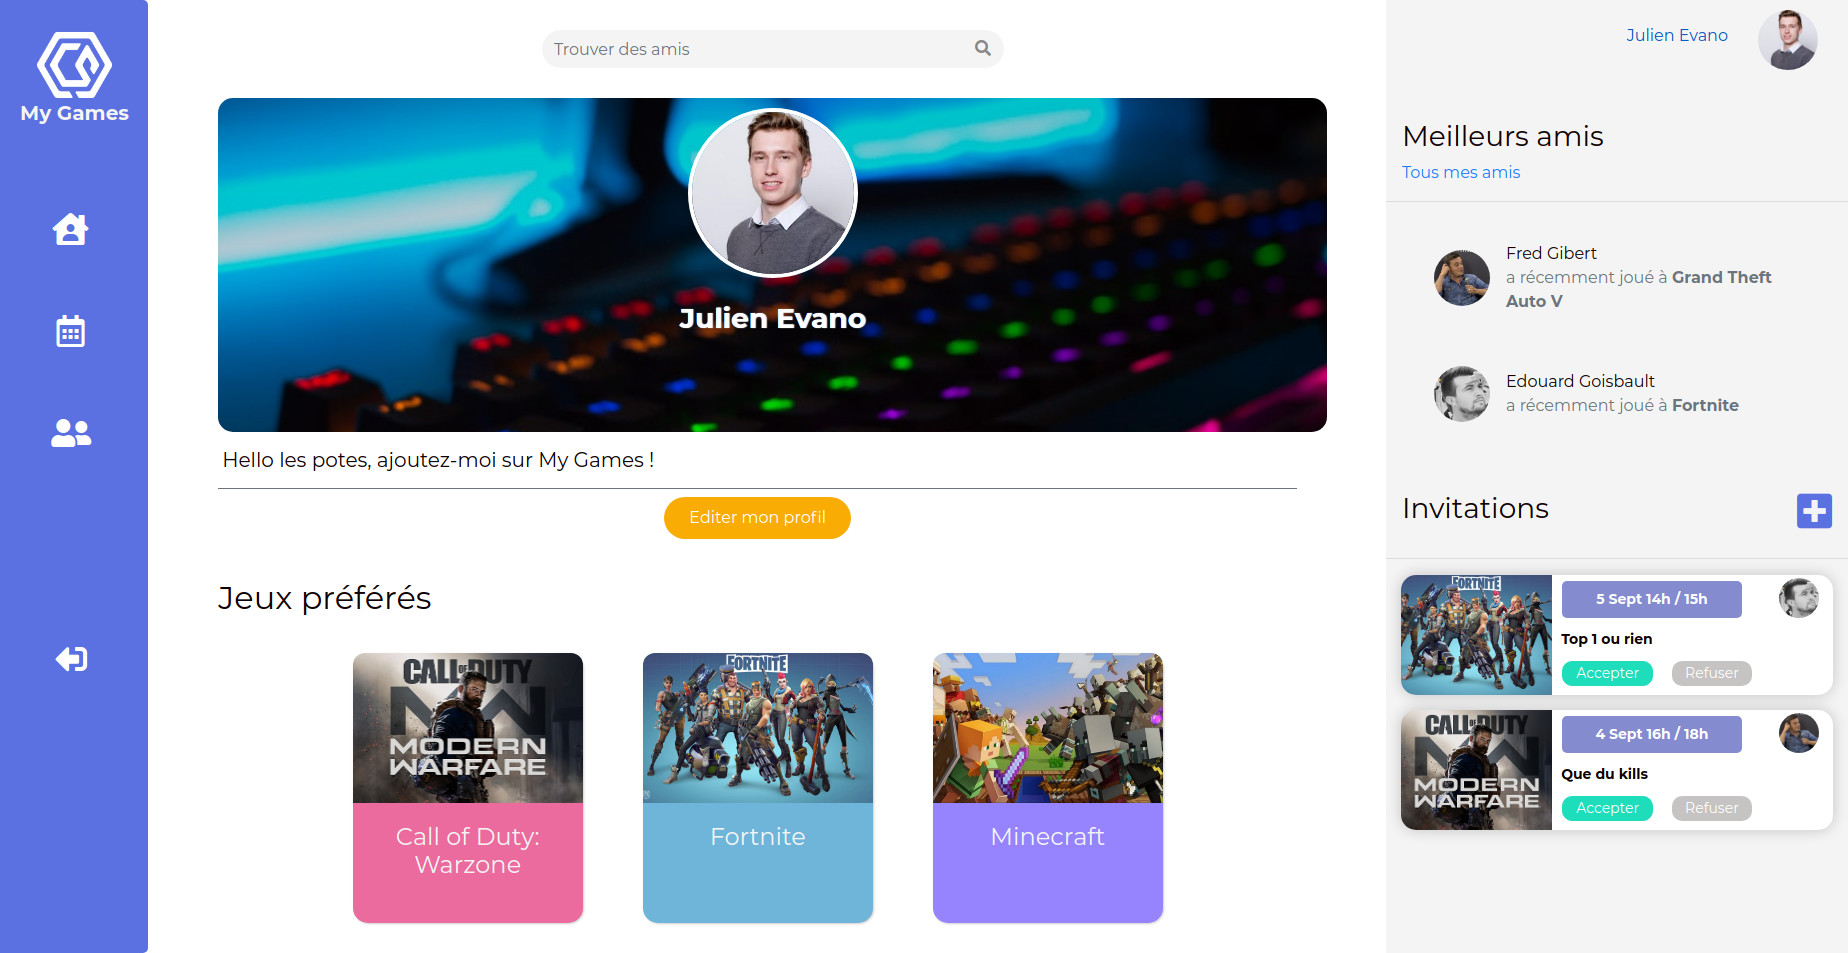 My Games
Trouver des amis
Julien Evano
Hello les potes, ajoutez-moi sur My Games !
Editer mon profil
Jeux préférés
CALL OF DUTY
MODERN
WARFARE
Call of Duty:
Warzone
FORTNITE
Fortnite
Minecraft
Julien Evano
Meilleurs amis
Tous mes amis
Fred Gibert
a récemment joué à Grand Theft
Auto V
Edouard Goisbault
a récemment joué à Fortnite
Invitations
FORTNITE
5 Sept 14h / 15h
Top 1 ou rien
Accepter Refuser
CALL OF DUTY
MODERN
WARFARE
4 Sept 16h / 18h
Que du kills
Accepter Refuser